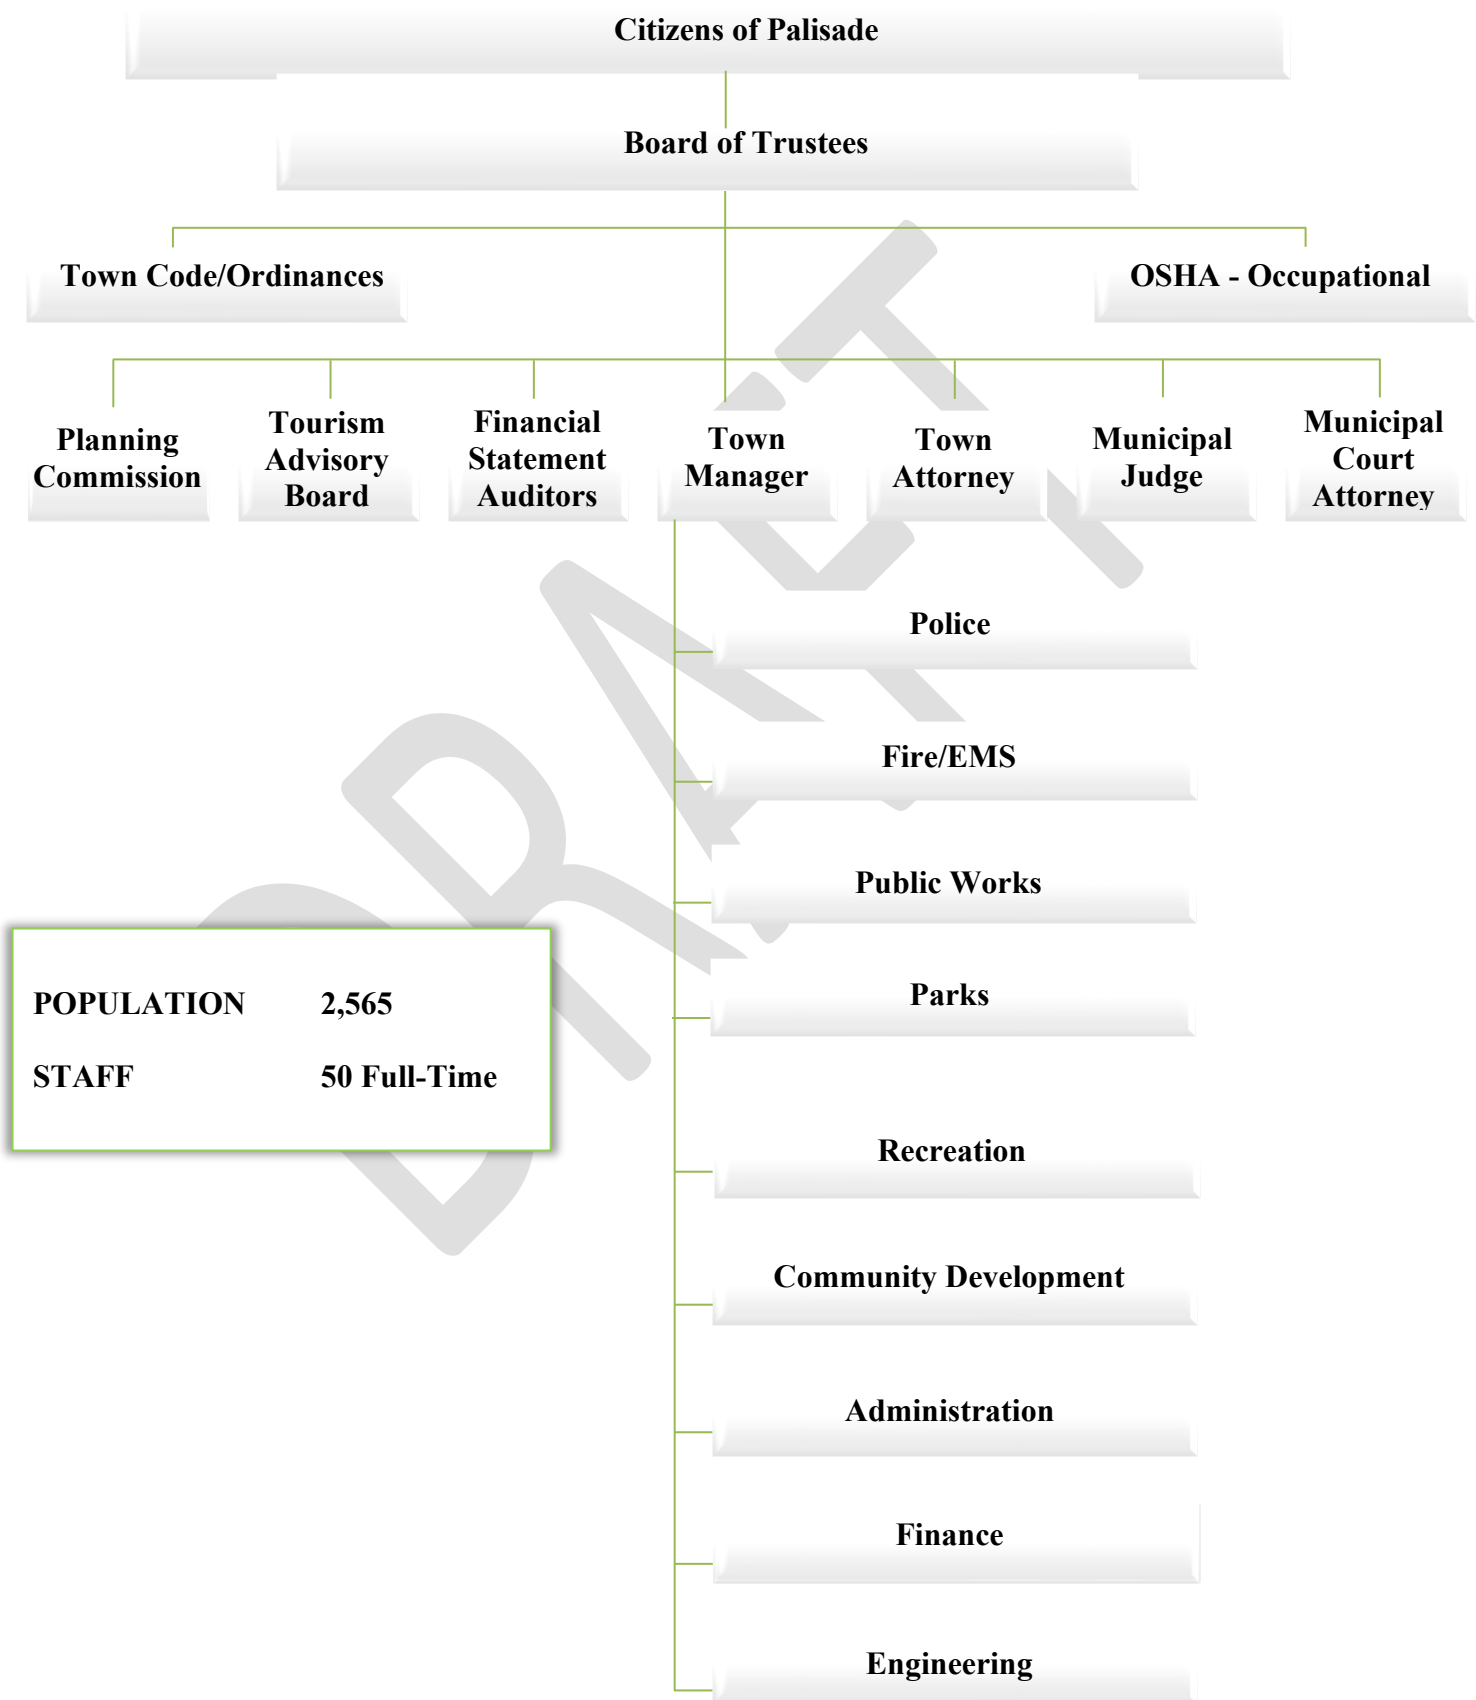 Citizens of Palisade
Board of Trustees
Town Code/Ordinances
OSHA - Occupational
Planning
Commission
Tourism
Advisory
Board
Financial
Statement
Auditors
Town
Manager
Town
Attorney
Municipal
Judge
Municipal
Court
Attorney
Police
Fire/EMS
Public Works
Parks
POPULATION 2,565
STAFF 50 Full-Time
Recreation
Community Development
Administration
Finance
Engineering
DRAFT